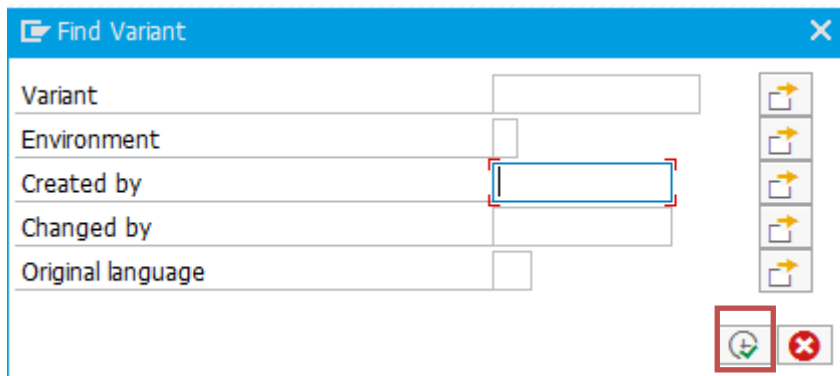 Find Variant
Variant
Environment
Created by
Changed by
Original language